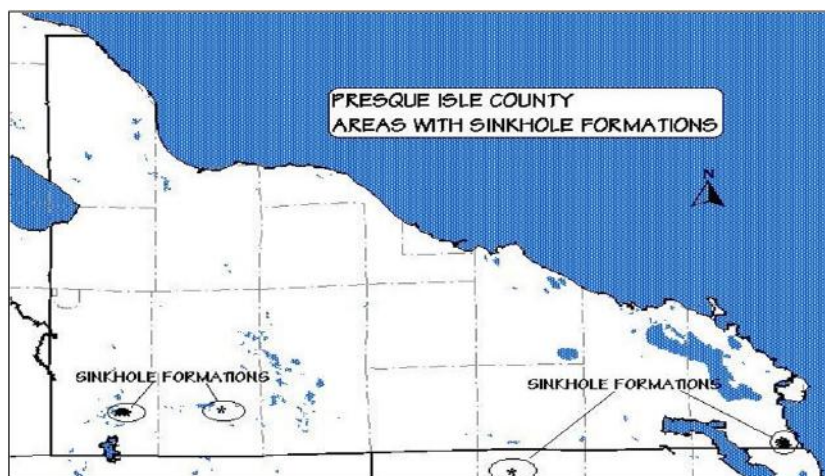 PRESQUE ISLE COUNTY
AREAS WITH SINKHOLE FORMATIONS
N
SINKHOLE FORMATIONS
SINKHOLE FORMATIONS